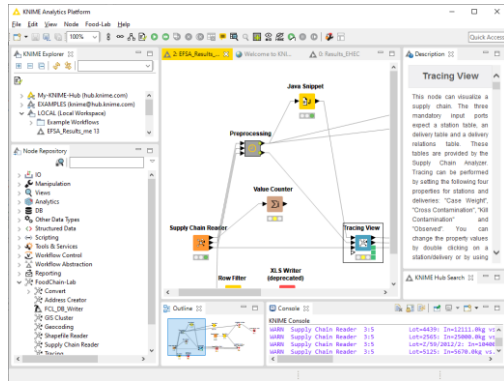 KNIME Analytics Platform
File Edit View Node Food-Lab Help
100%
Quick Access
KNIME Explorer
My-KNIME-Hub (hub.knime.com)
EXAMPLES (knime@hub.knime.com)
LOCAL (Local Workspace)
Example Workflows
EFSA_Results_me 13
Node Repository
IO
Manipulation
Views
Analytics
DB
Other Data Types
Structured Data
Scripting
Tools & Services
Workflow Control
Workflow Abstraction
Reporting
FoodChain-Lab
Convert
Address Creator
FCL_DB_Writer
GIS Cluster
Geocoding
Shapefile Reader
Supply Chain Reader
Tracing
2: EFSA_Results_...
Welcome to KNI...
0: Results_EHEC
Java Snippet
Preprocessing
Value Counter
Supply Chain Reader
Tracing View
Row Filter
XLS Writer
(deprecated)
Description
Tracing View
This node can visualize a
supply chain. The three
mandatory input ports
expect a station table, an
delivery table and a delivery
relations table. These
tables are provided by the
Supply Chain Analyzer.
Tracing can be performed
by setting the following four
properties for stations and
deliveries: "Case Weight",
"Cross Contamination", "Kill
Contamination" and
"Observed". You can
change the property values
by double clicking on a
station/delivery or by using
KNIME Hub Search
Outline
Console
KNIME Console
WARN Supply Chain Reader 3:5 Lot=4439: In=12111.0kg vs.
WARN Supply Chain Reader 3:5 Lot=2565: In=25000.0kg vs.
WARN Supply Chain Reader 3:5
WARN Supply Chain Reader 3:5 Lot=5125: In=5670.0kg vs.